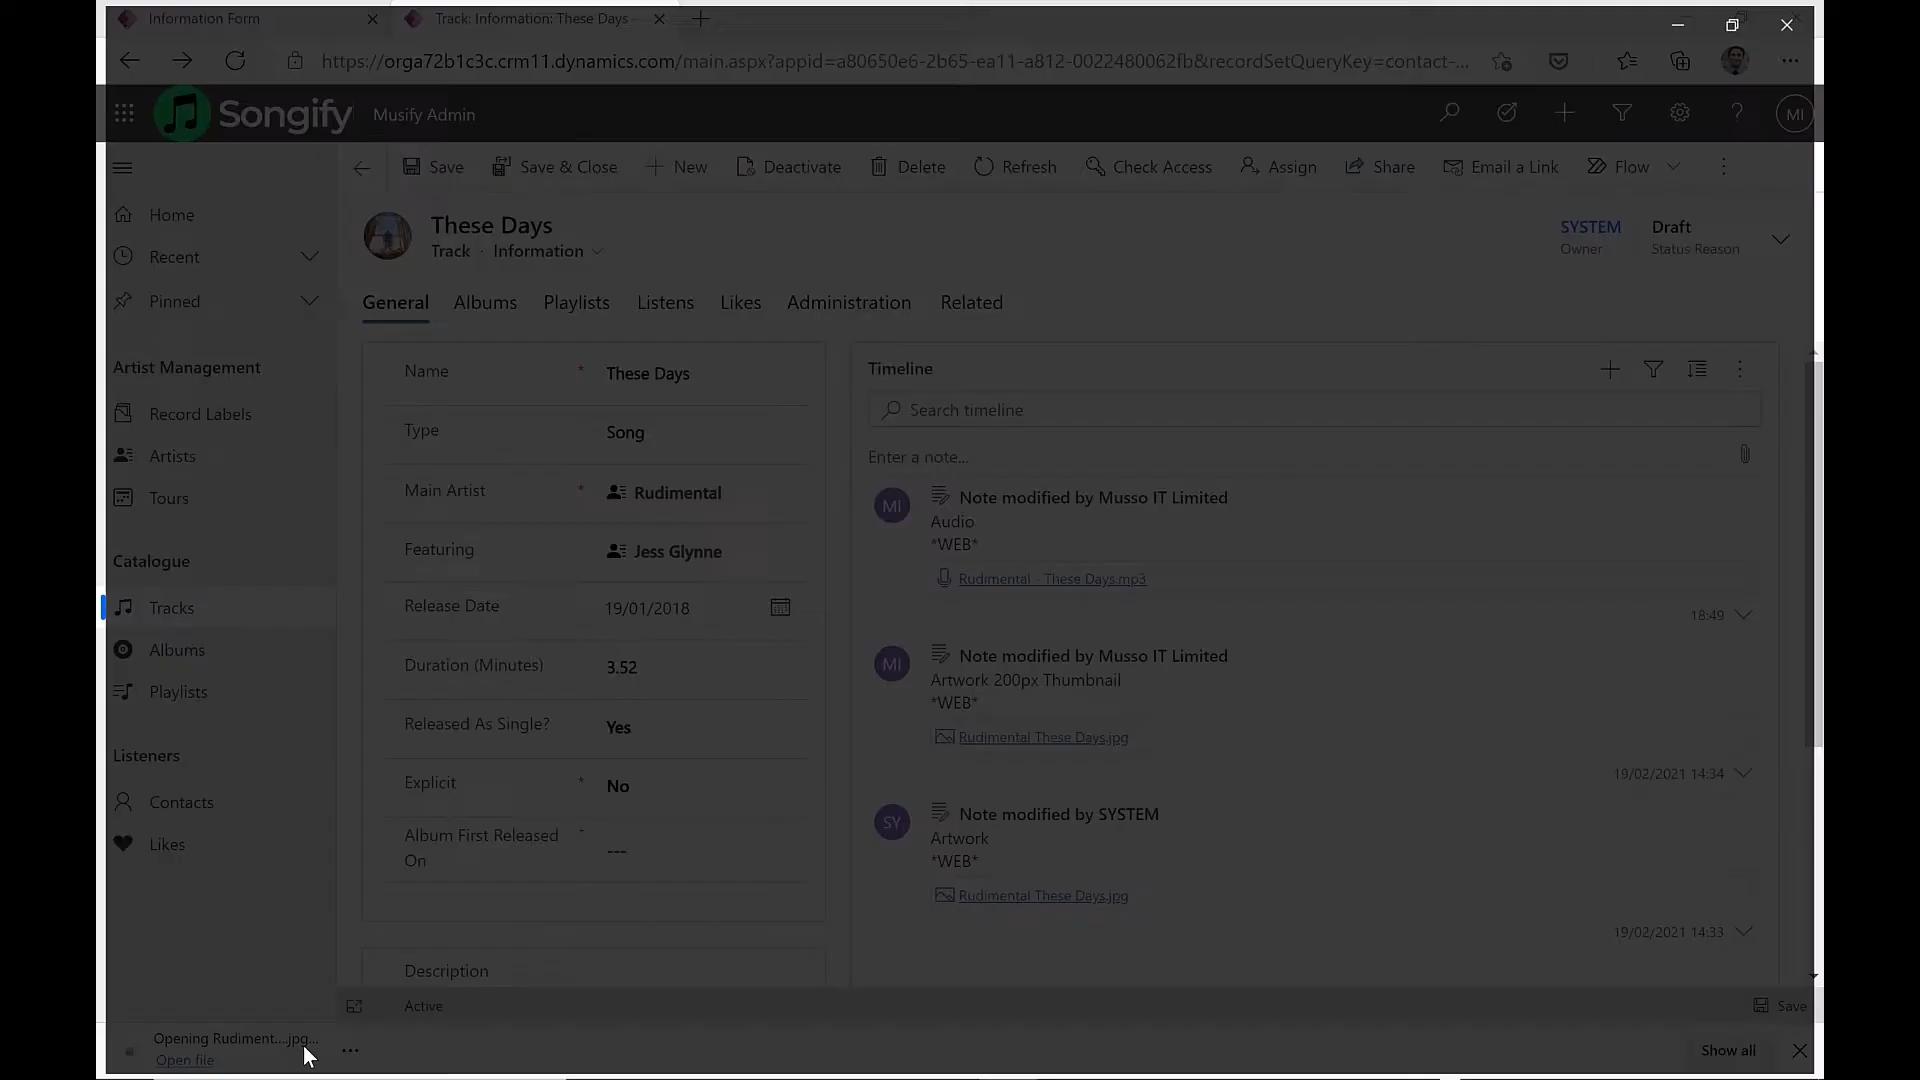 Information Form
Track: Information: These Days -
https://orga72b1c3c.crm11.dynamics.com/main.aspx?appid=a80650e6-2b65-ea11-a812-0022480062fb&recordSetQueryKey=contact-...
Songify
Musify Admin
MI
Save
Save & Close
New
Deactivate
Delete
Refresh
Check Access
Assign
Share
Email a Link
Flow
Home
Recent
Pinned
Artist Management
Record Labels
Artists
Tours
Catalogue
Tracks
Albums
Playlists
Listeners
Contacts
Likes
These Days
Track · Information
SYSTEM
Owner
Draft
Status Reason
General
Albums
Playlists
Listens
Likes
Administration
Related
Name * These Days
Type Song
Main Artist * Rudimental
Featuring Jess Glynne
Release Date 19/01/2018
Duration (Minutes) 3.52
Released As Single? Yes
Explicit * No
Album First Released On ---
Description
Timeline
Search timeline
Enter a note...
MI
Note modified by Musso IT Limited
Audio
*WEB*
Rudimental - These Days.mp3
18:49
MI
Note modified by Musso IT Limited
Artwork 200px Thumbnail
*WEB*
Rudimental These Days.jpg
19/02/2021 14:34
SY
Note modified by SYSTEM
Artwork
*WEB*
Rudimental These Days.jpg
19/02/2021 14:33
Active
Save
Opening Rudiment....jpg...
Open file
Show all